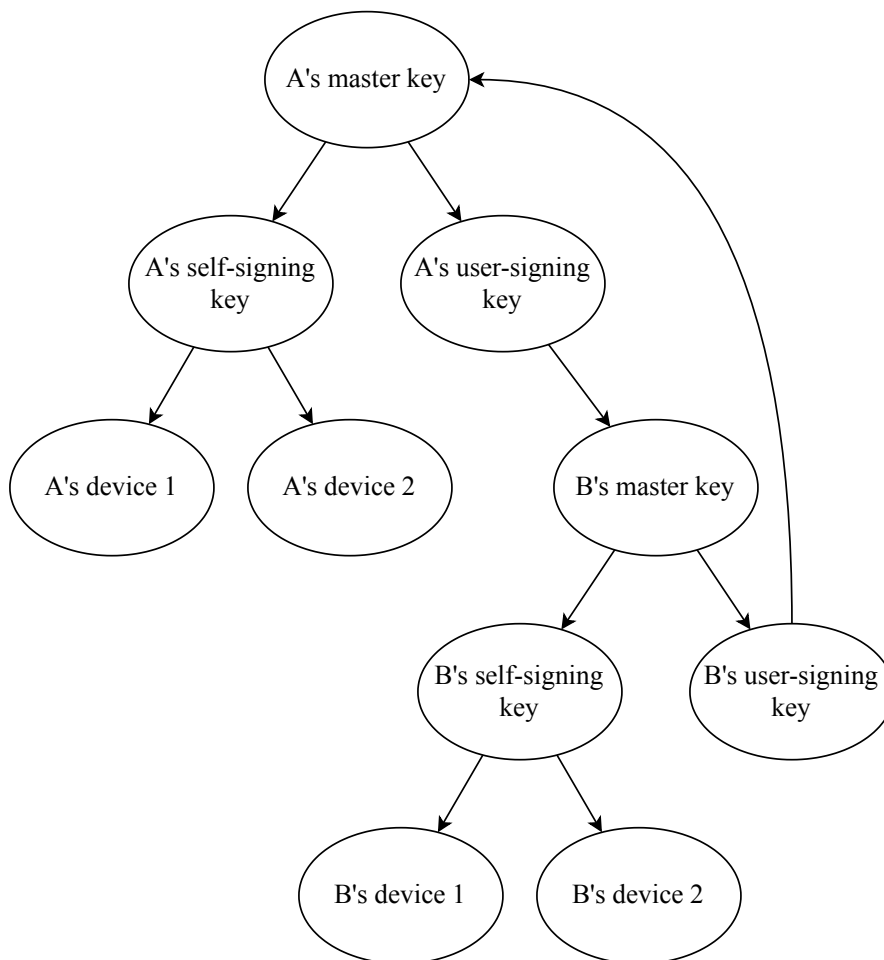 A's master key
A's self-signing
key
A's user-signing
key
A's device 1
A's device 2
B's master key
B's self-signing
key
B's user-signing
key
B's device 1
B's device 2